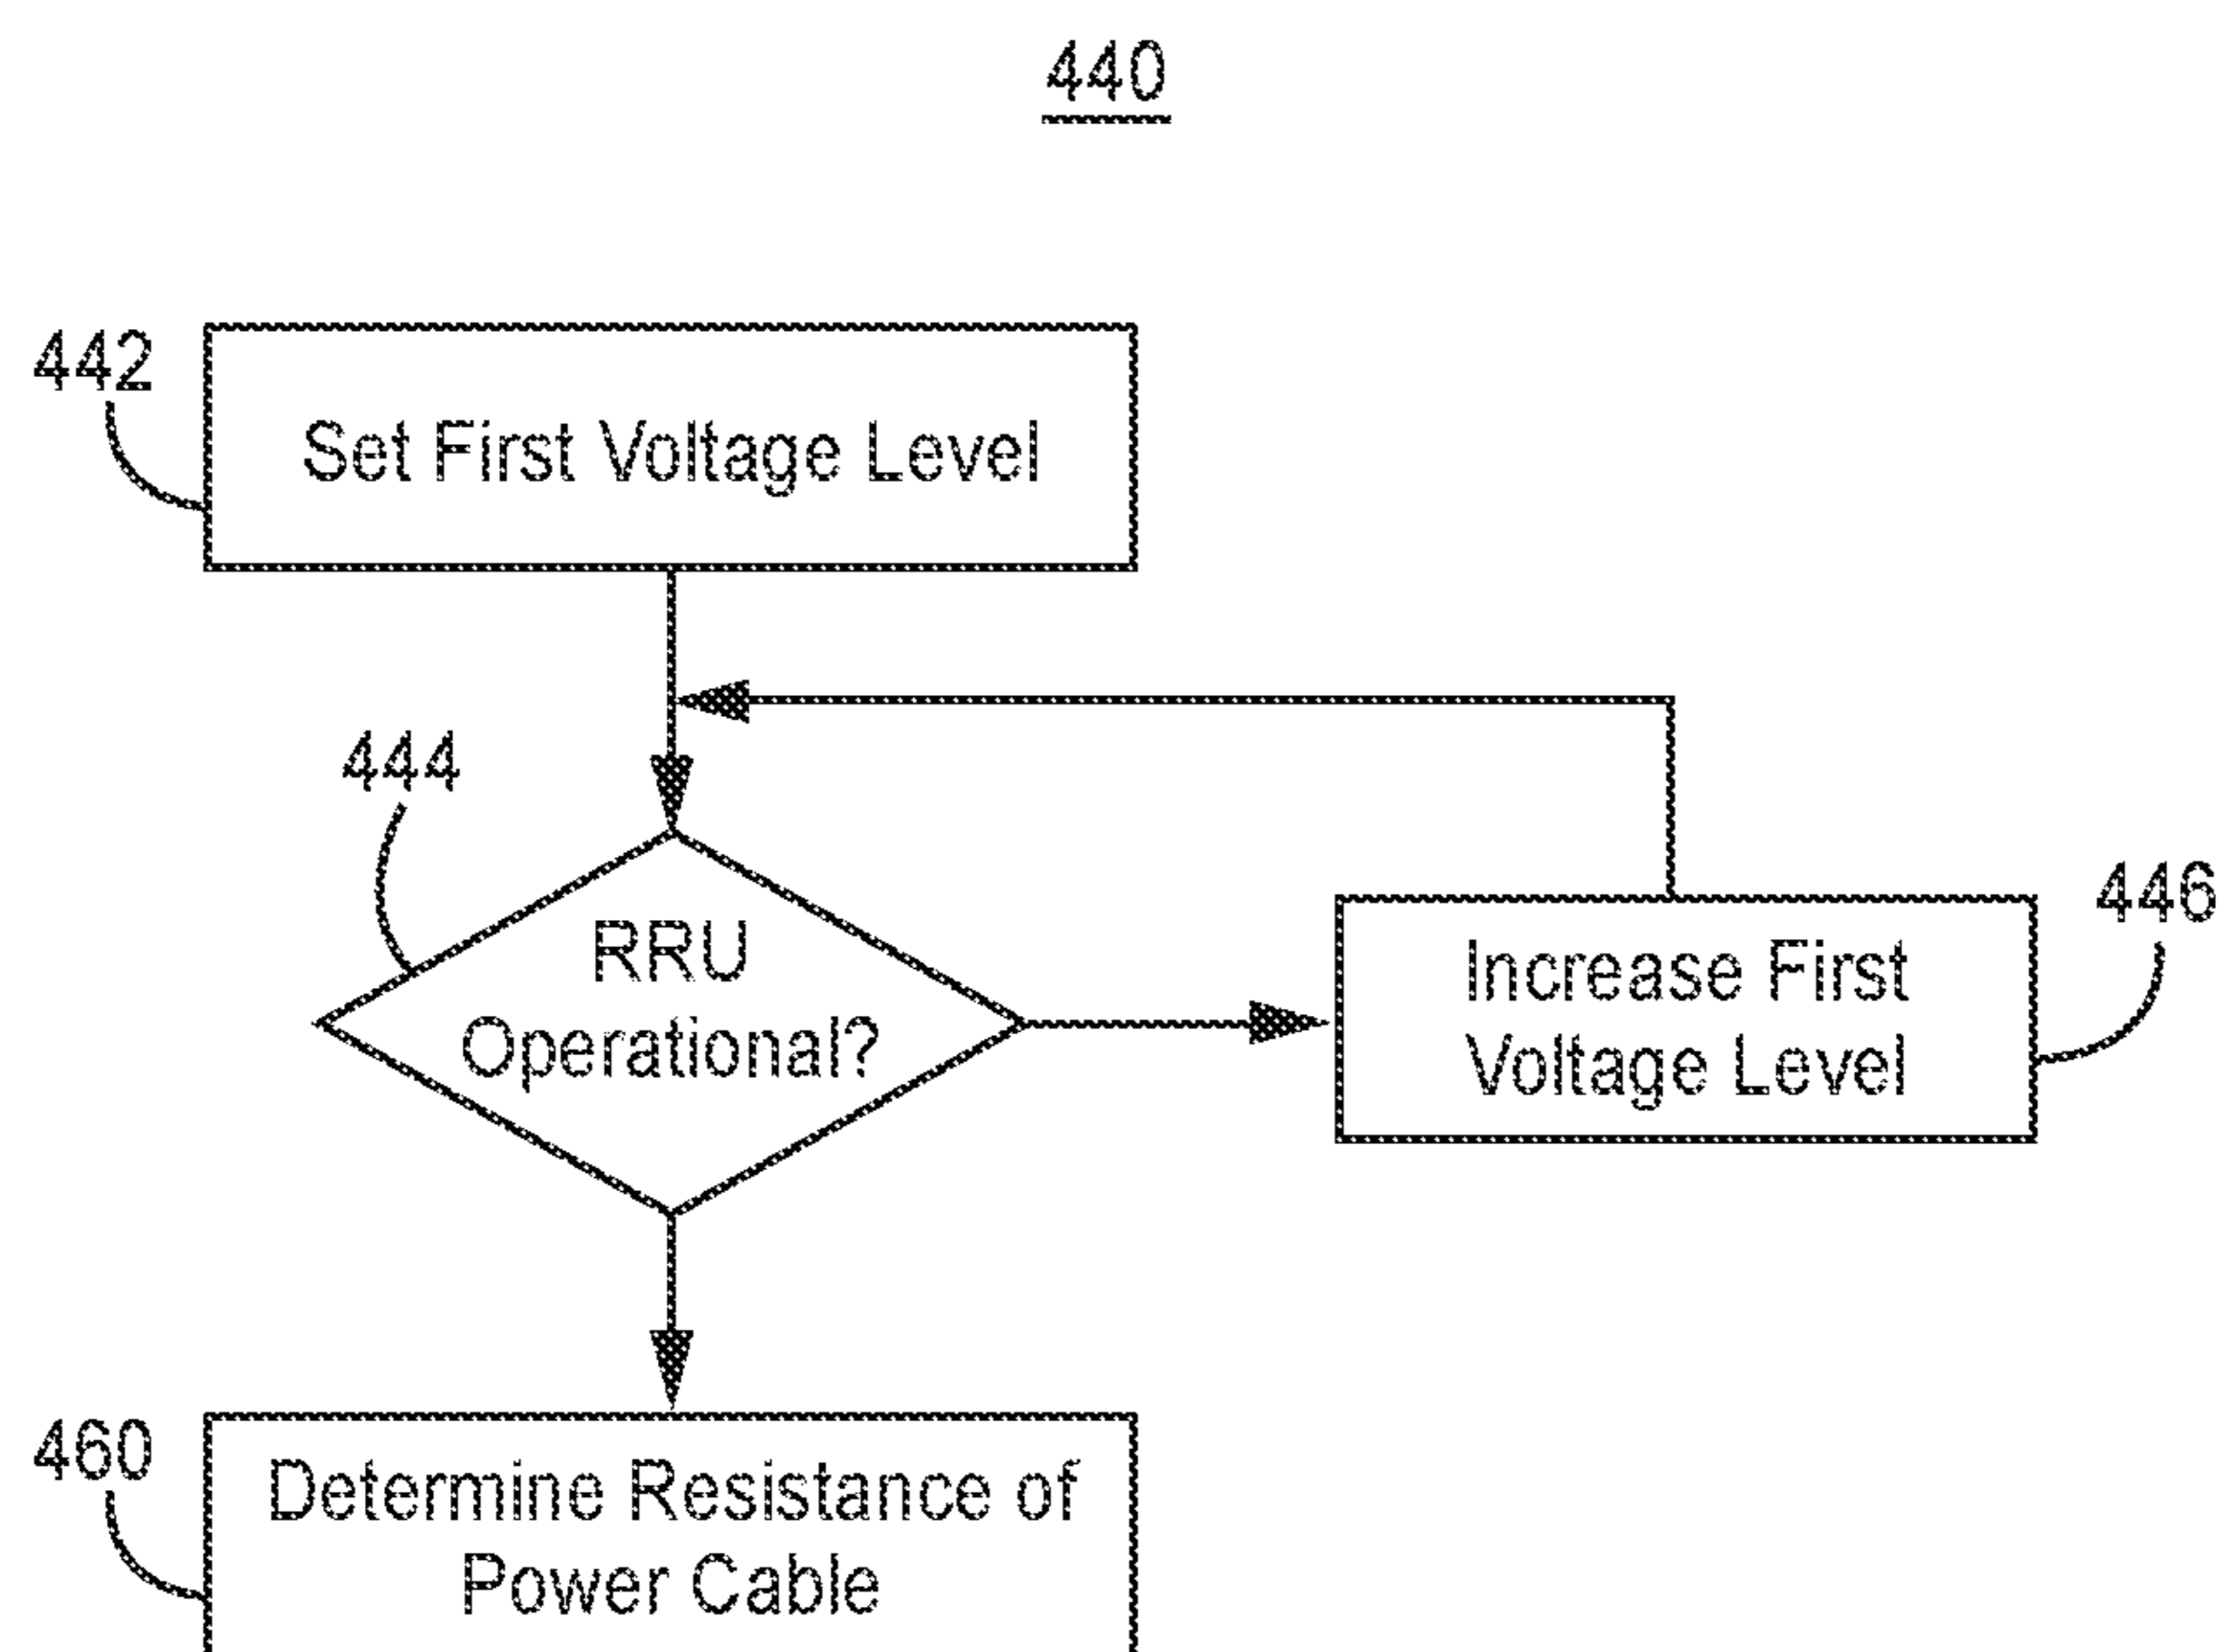 440
442
Set First Voltage Level
444
RRU
Operational?
446
Increase First
Voltage Level
460
Determine Resistance of
Power Cable